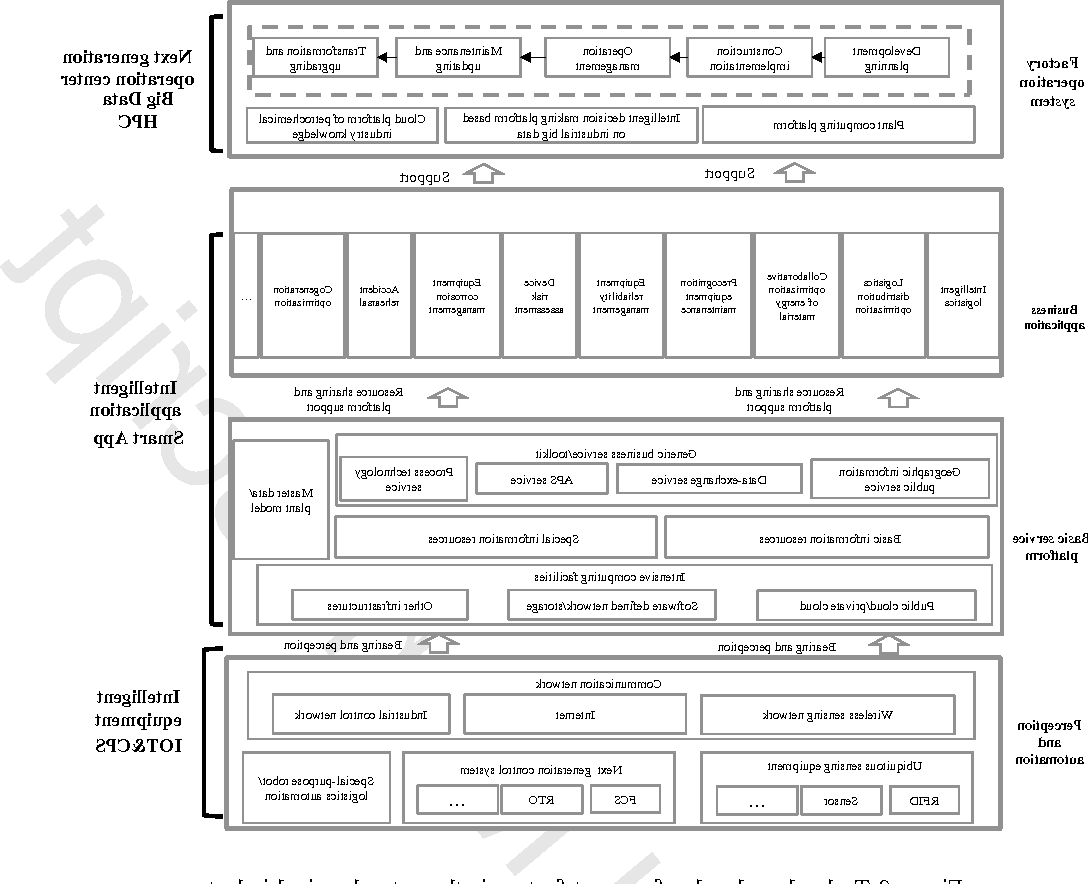 Factory
operation
system
Development
planning
Construction
implementation
Operation
management
Maintenance and
updating
Transformation and
upgrading
Plant computing platform
Intelligent decision making platform based
on industrial big data
Cloud platform of petrochemical
industry knowledge
Next generation
operation center
Big Data
HPC
Support
Support
Business
application
Intelligent
logistics
Logistics
distribution
optimization
Collaborative
optimization
of energy
material
Precognition
equipment
maintenance
Equipment
reliability
management
Device
risk
assessment
Equipment
corrosion
management
Accident
rehearsal
Cogeneration
optimization
...
Resource sharing and
platform support
Resource sharing and
platform support
Intelligent
application
Smart App
Basic service
platform
Generic business service/toolkit
Geographic information
public service
Data-exchange service
APS service
Process technology
service
Master data/
plant model
Basic information resources
Special information resources
Intensive computing facilities
Public cloud/private cloud
Software defined network/storage
Other infrastructures
Bearing and perception
Bearing and perception
Perception
and
automation
Communication network
Wireless sensing network
Internet
Industrial control network
Ubiquitous sensing equipment
RFID
Sensor
...
Next generation control system
FCS
RTO
...
Special-purpose robot/
logistics automation
Intelligent
equipment
IOT&CPS